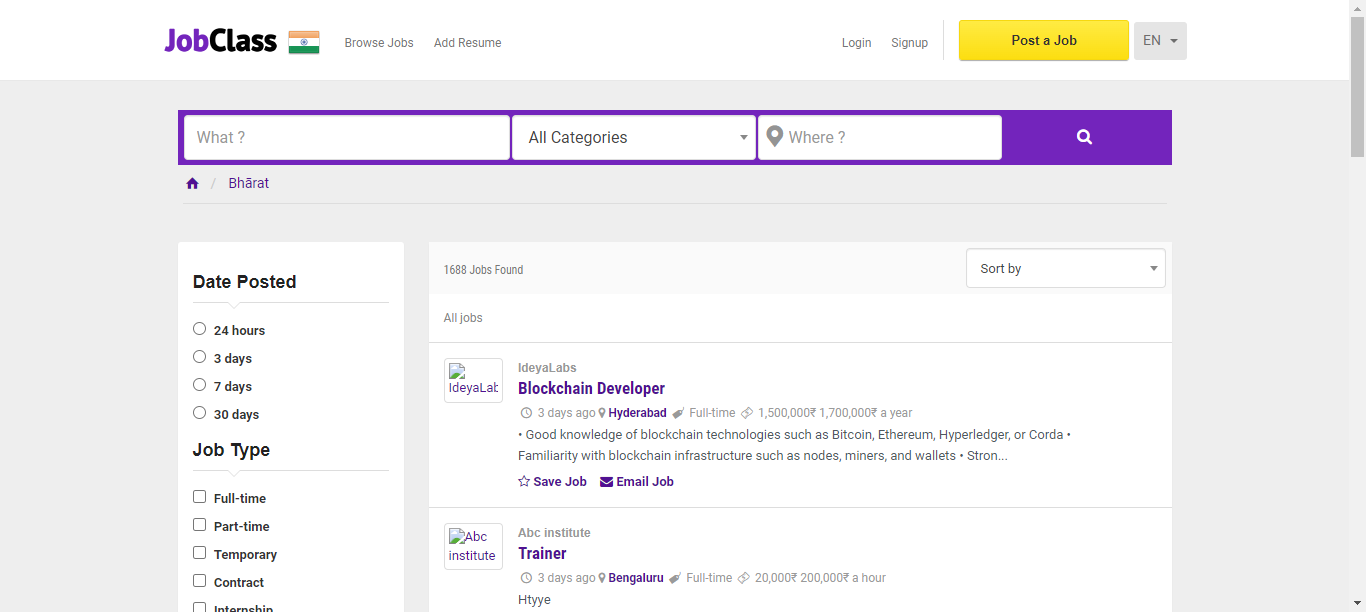 JobClass
Browse Jobs
Add Resume
Login
Signup
Post a Job
EN
What ?
All Categories
Where ?
/ Bhārat
Date Posted
24 hours
3 days
7 days
30 days
Job Type
Full-time
Part-time
Temporary
Contract
Internship
1688 Jobs Found
Sort by
All jobs
IdeyaLab
IdeyaLabs
Blockchain Developer
3 days ago Hyderabad Full-time 1,500,000₹ 1,700,000₹ a year
• Good knowledge of blockchain technologies such as Bitcoin, Ethereum, Hyperledger, or Corda •
Familiarity with blockchain infrastructure such as nodes, miners, and wallets • Stron...
Save Job Email Job
Abc
institute
Abc institute
Trainer
3 days ago Bengaluru Full-time 20,000₹ 200,000₹ a hour
Htyye